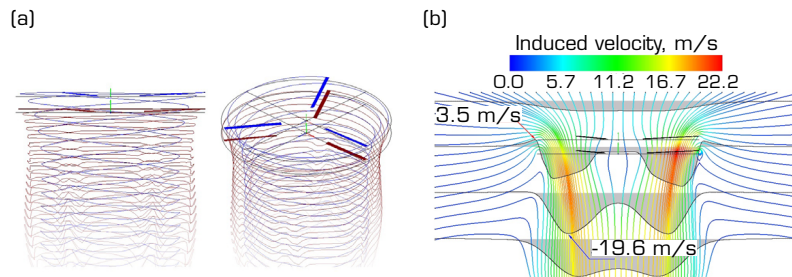 (a)
(b)
Induced velocity, m/s
0.0 5.7 11.2 16.7 22.2
3.5 m/s
-19.6 m/s